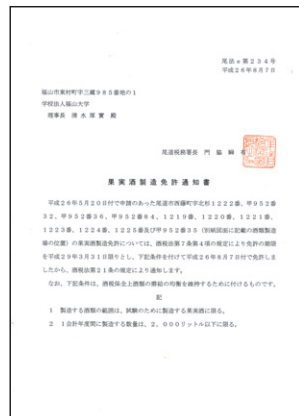 尾法e第234号
平成26年8月7日
福山市東村町字三蔵985番地の1
学校法人福山大学
理事長 清水厚實 殿
尾道税務署長 門脇
果実酒製造免許通知書
平成26年5月20日付で申請のあった尾道市因島町字北杉1222番、甲952番
32、甲952番36、甲952番84、1219番、1220番、1221番、
1223番、1224番、1225番及び甲952番35(別紙図面に記載の酒類製造
場の位置)の果実酒製造免許については、酒税法第7条第4項の規定により免許の期限
を平成29年3月31日限りとし、下記条件を付けて平成26年8月7日付で免許しま
したから、酒税法第21条の規定により通知します。
なお、下記条件は、酒税保全上酒類の需給の均衡を維持するために付けるものです。
記
1 製造する酒類の範囲は、試験のために製造する果実酒に限る。
2 1会計年度間に製造する数量は、2,000リットル以下に限る。